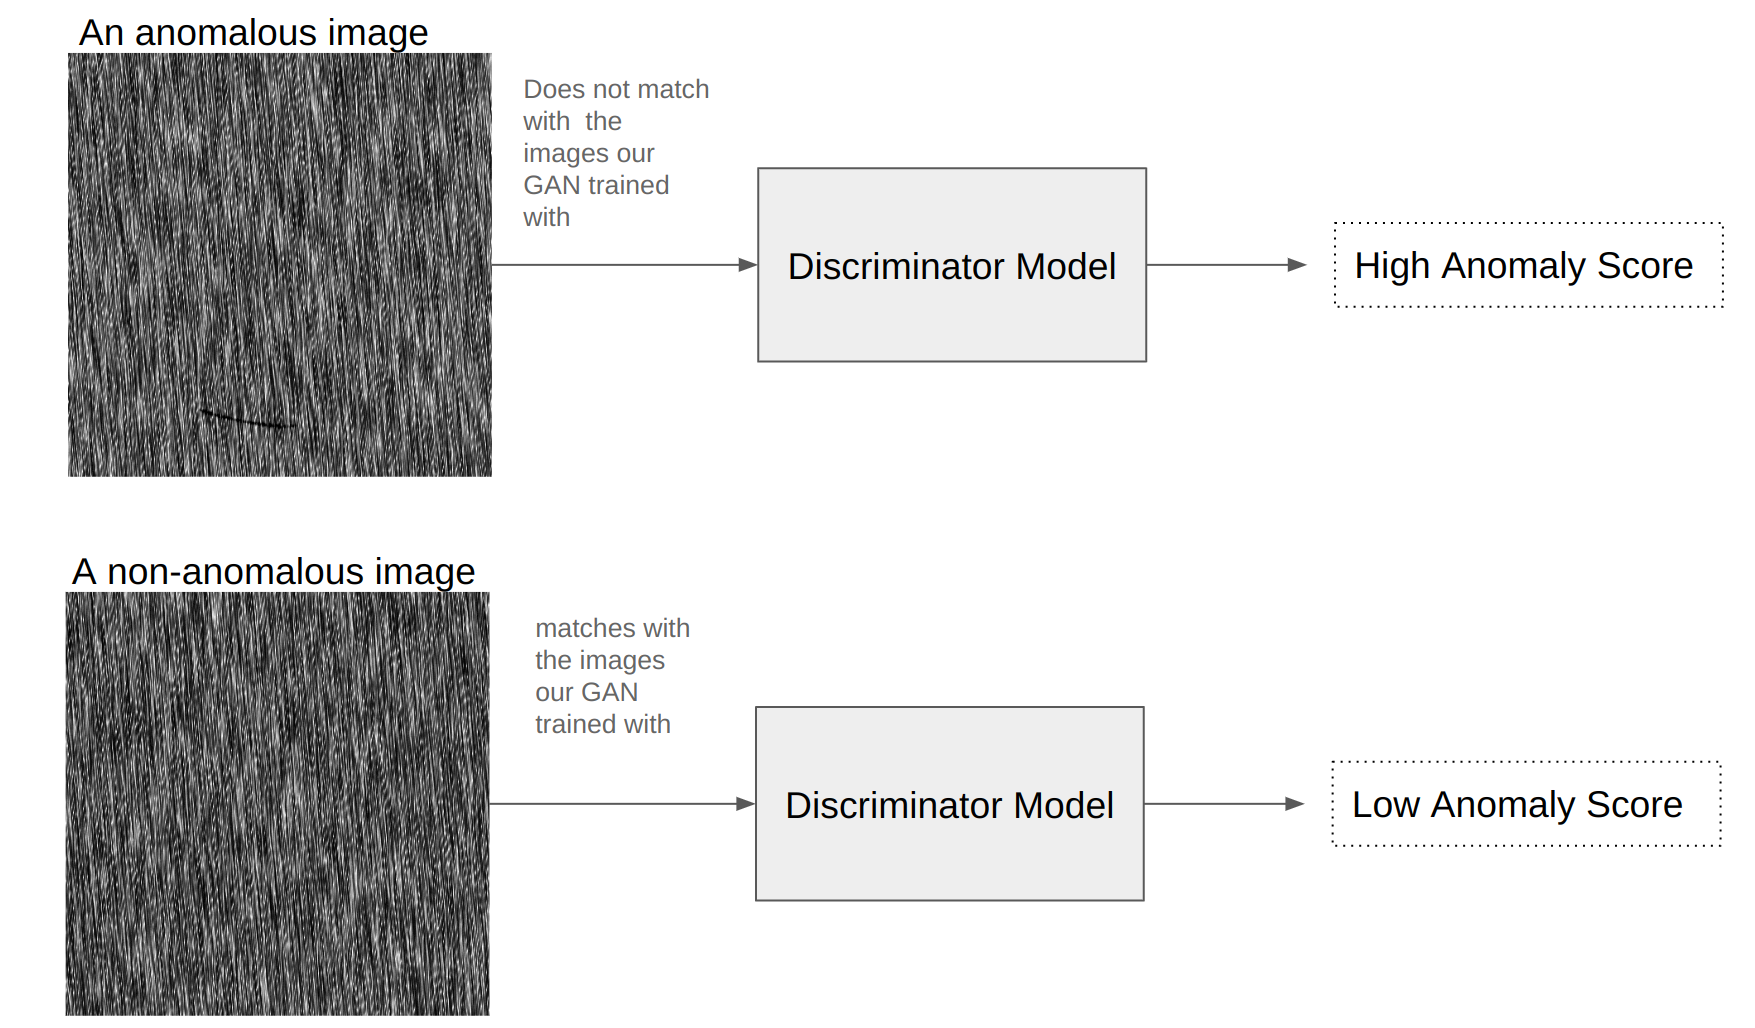 An anomalous image
Does not match
with  the
images our
GAN trained
with
Discriminator Model
High Anomaly Score
A non-anomalous image
matches with
the images
our GAN
trained with
Discriminator Model
Low Anomaly Score